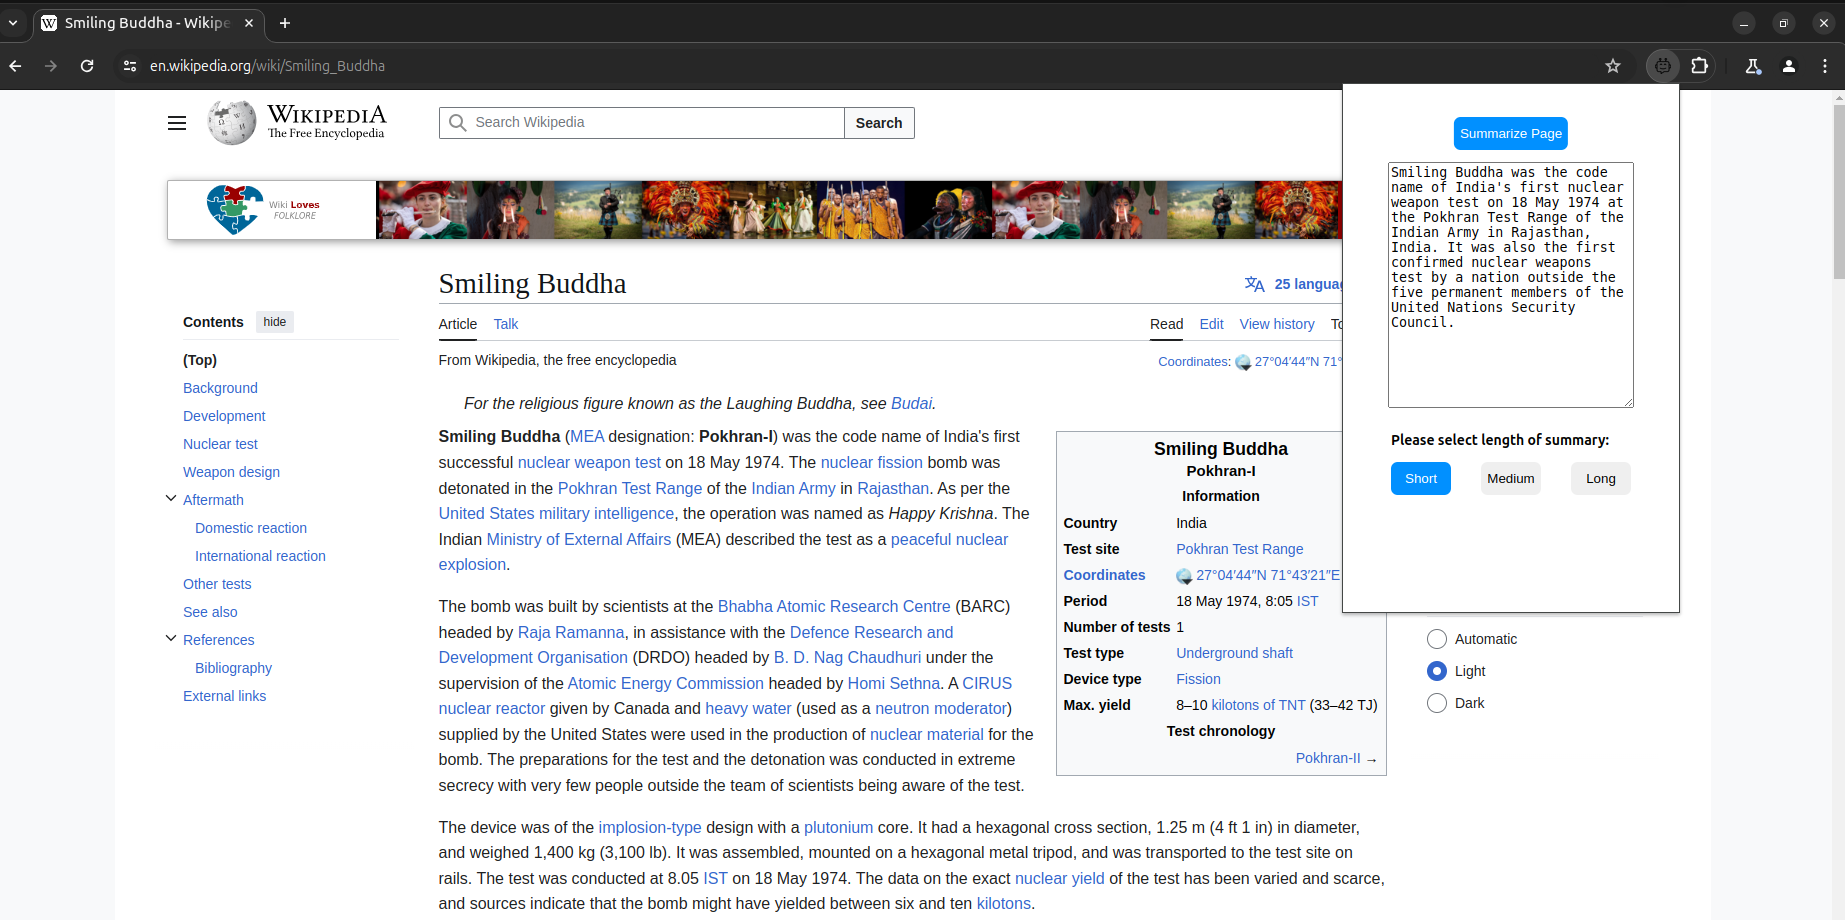 Smiling Buddha - Wikipe
en.wikipedia.org/wiki/Smiling_Buddha
WIKIPEDIA
The Free Encyclopedia
Search Wikipedia
Search
Wiki Loves
FOLKLORE
Smiling Buddha
25 languag
Contents hide
(Top)
Background
Development
Nuclear test
Weapon design
Aftermath
Domestic reaction
International reaction
Other tests
See also
References
Bibliography
External links
Article Talk
Read Edit View history To
From Wikipedia, the free encyclopedia
Coordinates: 27°04′44″N 71°
For the religious figure known as the Laughing Buddha, see Budai.
Smiling Buddha (MEA designation: Pokhran-I) was the code name of India's first
successful nuclear weapon test on 18 May 1974. The nuclear fission bomb was
detonated in the Pokhran Test Range of the Indian Army in Rajasthan. As per the
United States military intelligence, the operation was named as Happy Krishna. The
Indian Ministry of External Affairs (MEA) described the test as a peaceful nuclear
explosion.
The bomb was built by scientists at the Bhabha Atomic Research Centre (BARC)
headed by Raja Ramanna, in assistance with the Defence Research and
Development Organisation (DRDO) headed by B. D. Nag Chaudhuri under the
supervision of the Atomic Energy Commission headed by Homi Sethna. A CIRUS
nuclear reactor given by Canada and heavy water (used as a neutron moderator)
supplied by the United States were used in the production of nuclear material for the
bomb. The preparations for the test and the detonation was conducted in extreme
secrecy with very few people outside the team of scientists being aware of the test.
The device was of the implosion-type design with a plutonium core. It had a hexagonal cross section, 1.25 m (4 ft 1 in) in diameter,
and weighed 1,400 kg (3,100 lb). It was assembled, mounted on a hexagonal metal tripod, and was transported to the test site on
rails. The test was conducted at 8.05 IST on 18 May 1974. The data on the exact nuclear yield of the test has been varied and scarce,
and sources indicate that the bomb might have yielded between six and ten kilotons.
Smiling Buddha
Pokhran-I
Information
Country India
Test site Pokhran Test Range
Coordinates 27°04′44″N 71°43′21″E
Period 18 May 1974, 8:05 IST
Number of tests 1
Test type Underground shaft
Device type Fission
Max. yield 8–10 kilotons of TNT (33–42 TJ)
Test chronology
Pokhran-II →
Summarize Page
Smiling Buddha was the code
name of India's first nuclear
weapon test on 18 May 1974 at
the Pokhran Test Range of the
Indian Army in Rajasthan,
India. It was also the first
confirmed nuclear weapons
test by a nation outside the
five permanent members of the
United Nations Security
Council.
Please select length of summary:
Short Medium Long
Automatic
Light
Dark